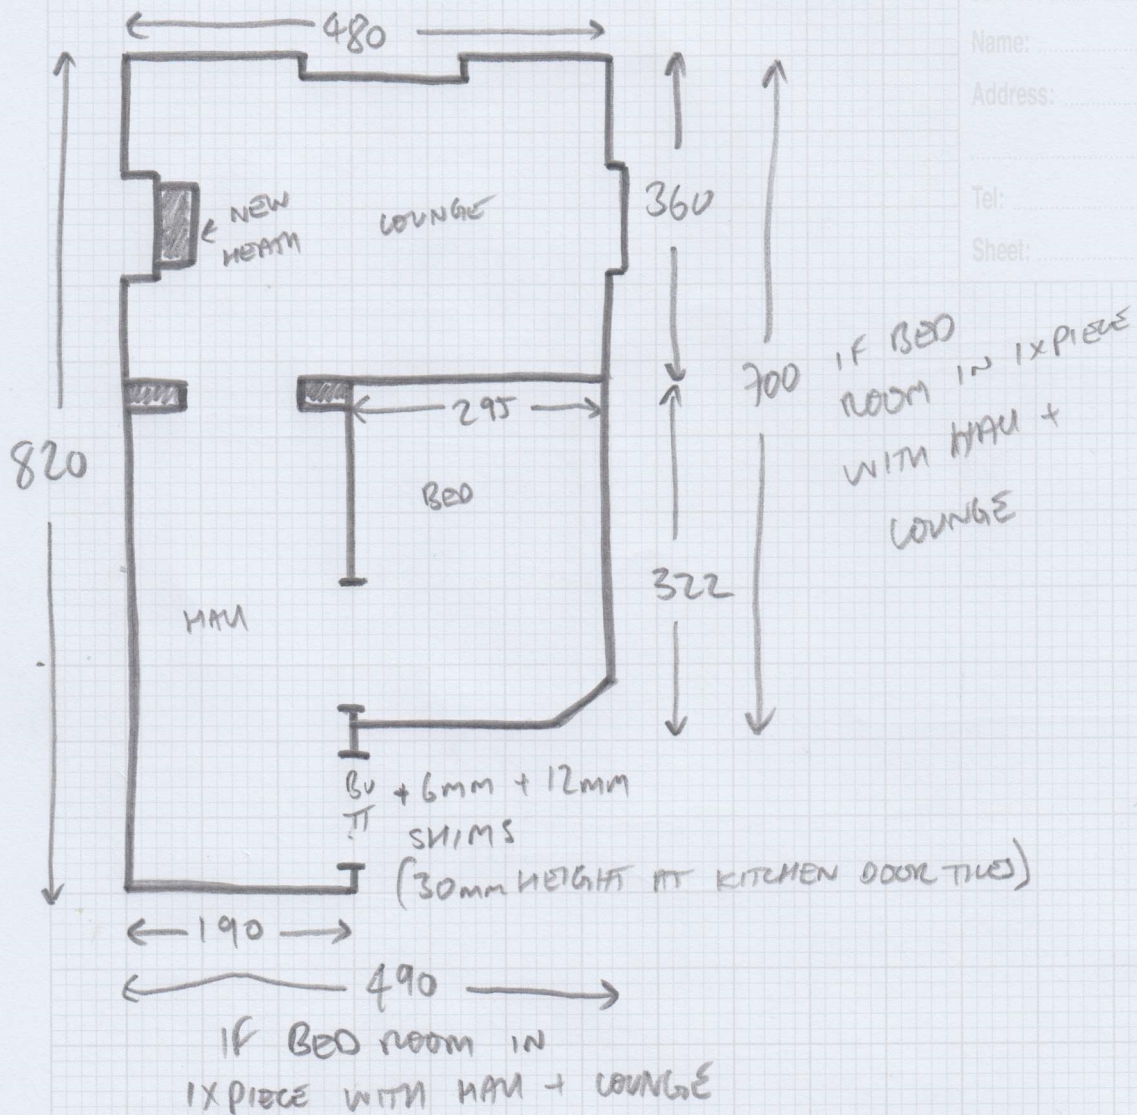 480
Name:
Address:
Tel:
Sheet:
NEW
HEATH
LOUNGE
360
700
IF BED
ROOM IN 1XPIECE
WITH HALL +
LOUNGE
295
820
BED
322
HALL
BU
TT
+ 6mm + 12mm
SHIMS
(30mm HEIGHT AT KITCHEN DOOR TILES)
190
490
IF BED ROOM IN
1XPIECE WITH HALL + LOUNGE